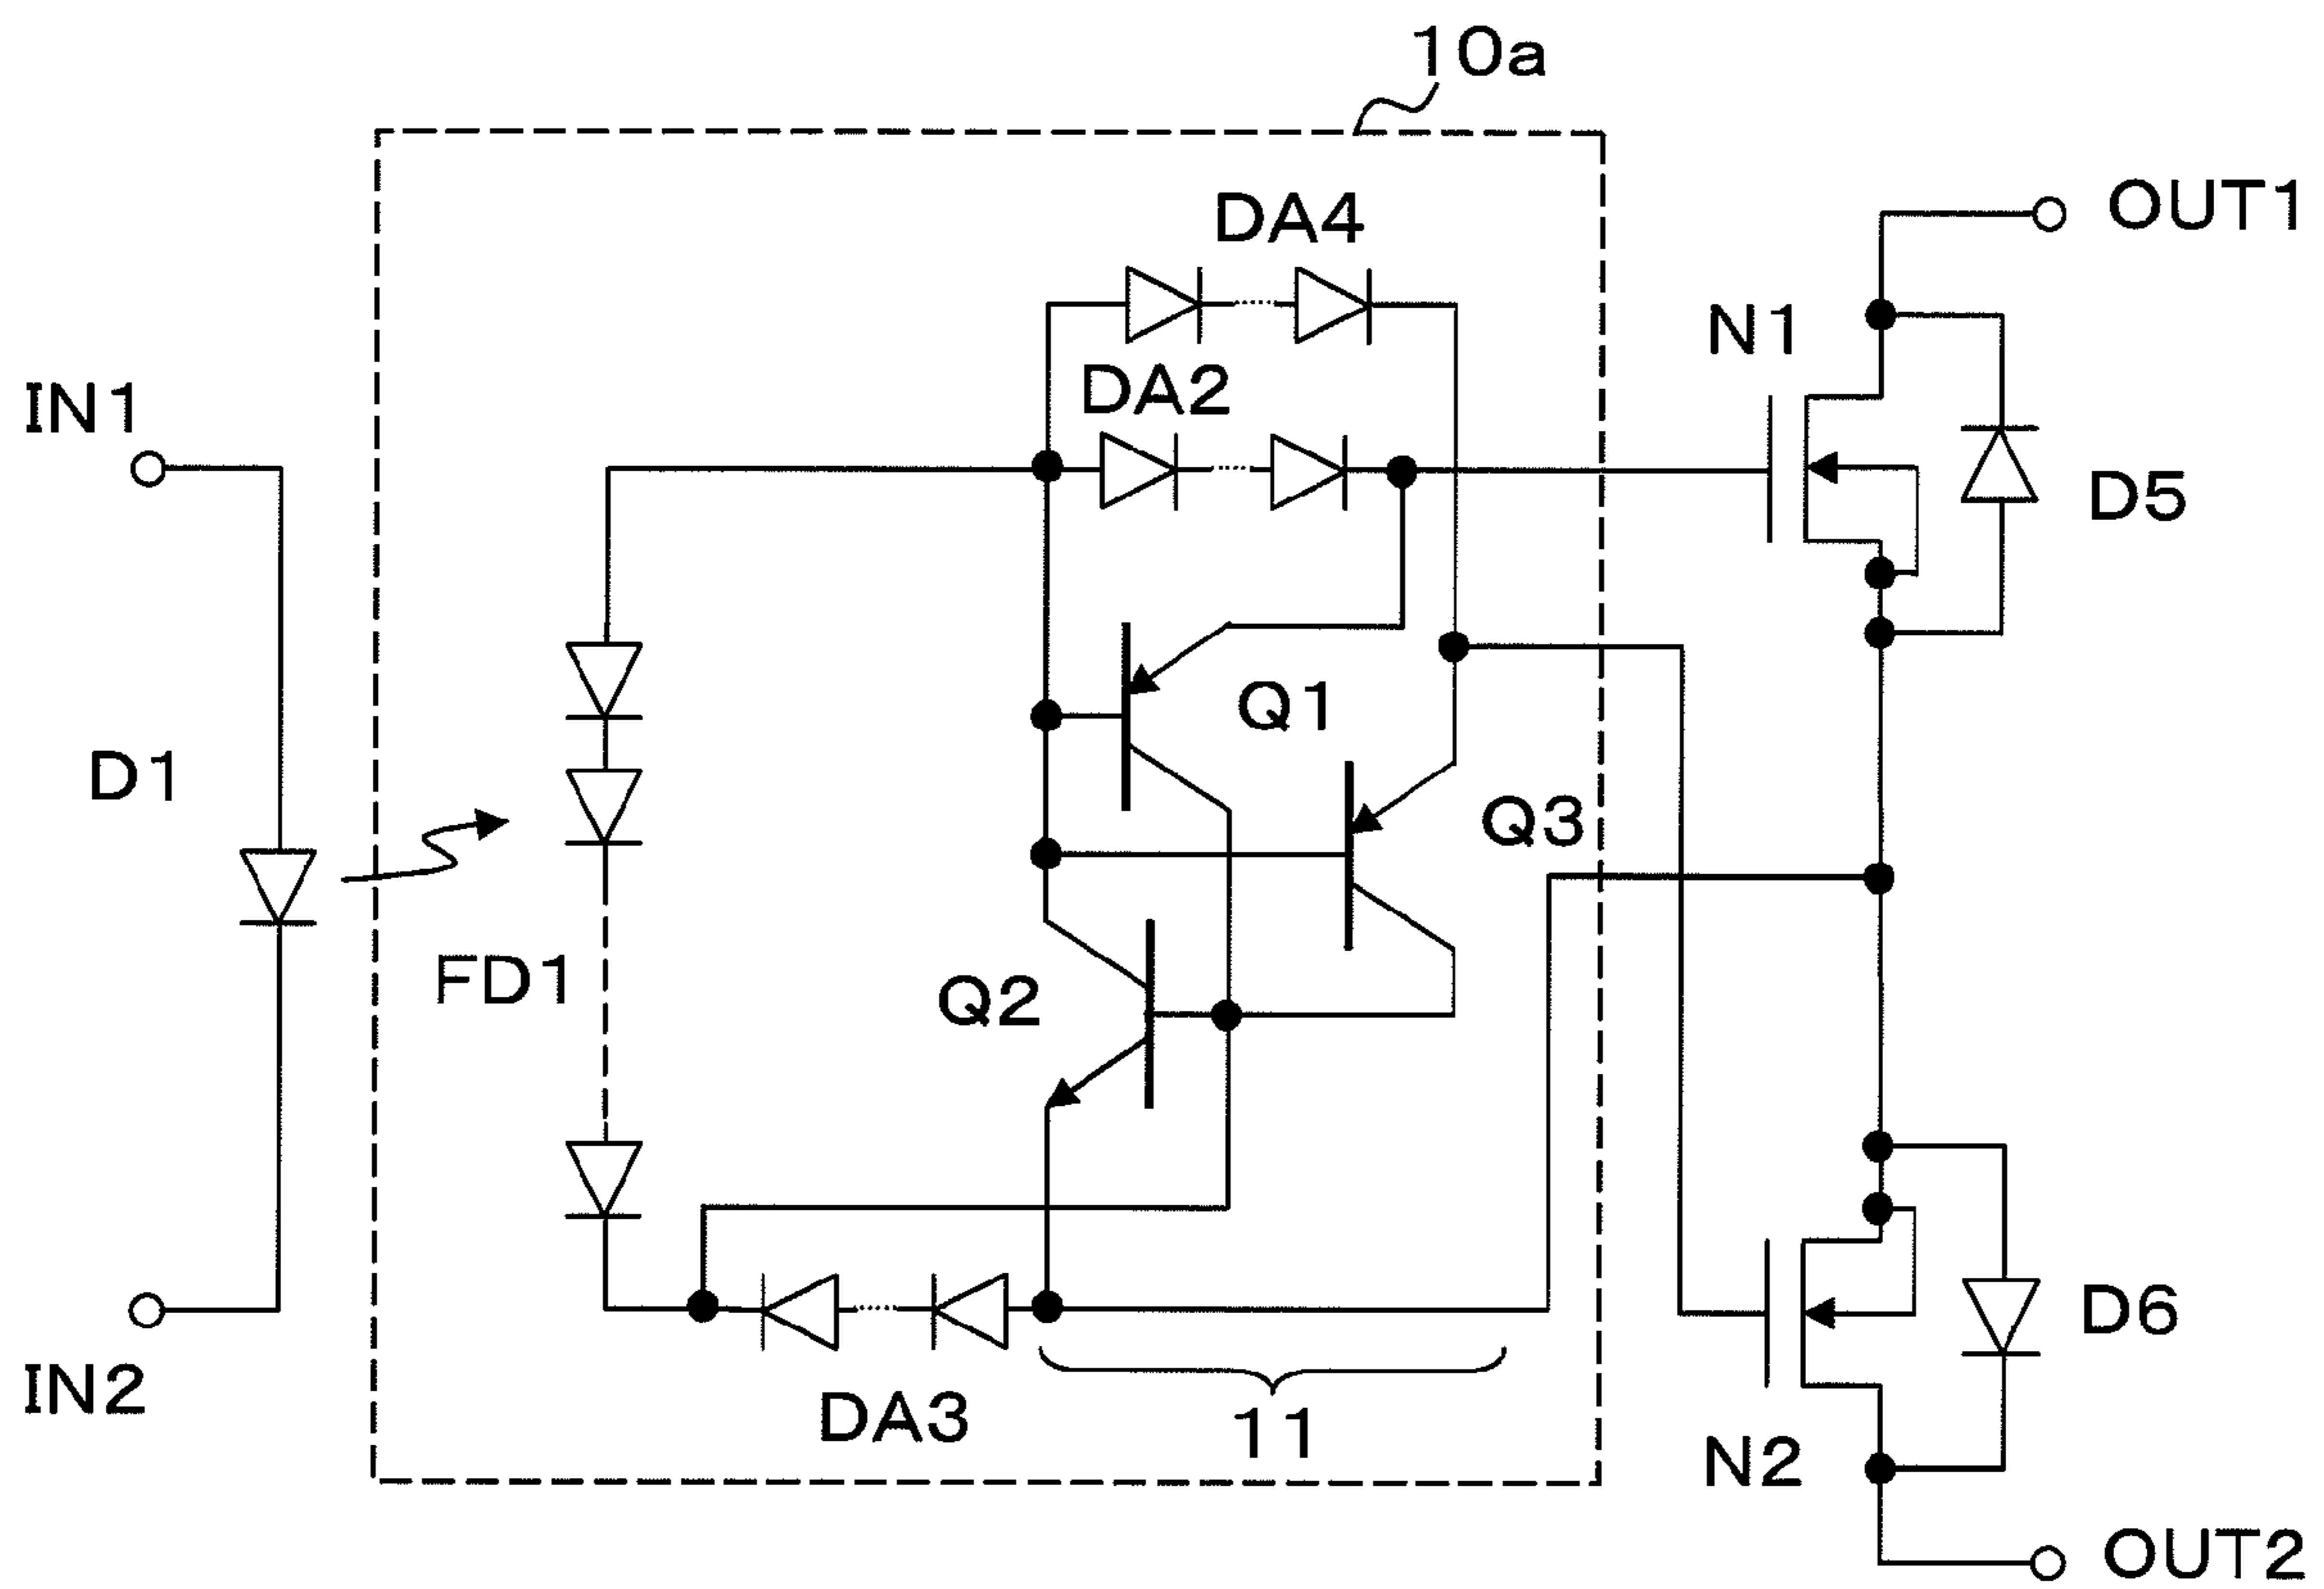 10a
OUT1
DA4
N1
DA2
IN1
D5
Q1
D1
Q3
FD1
Q2
D6
IN2
DA3
11
N2
OUT2